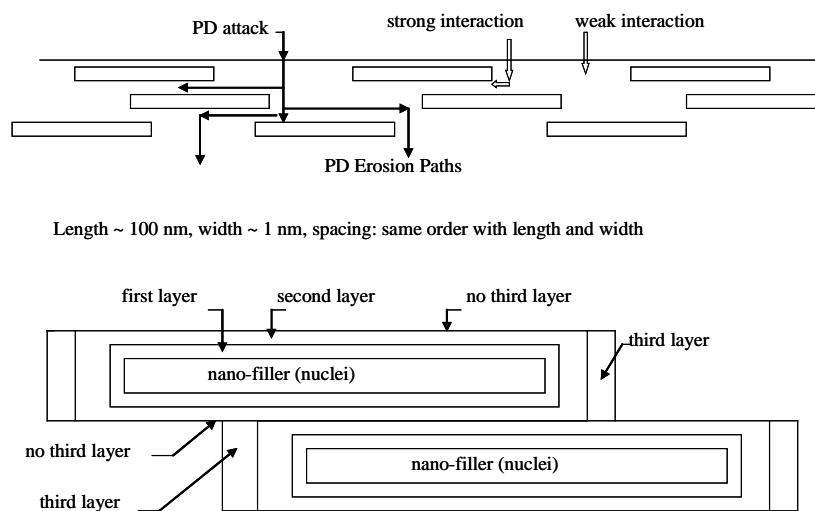 PD attack
strong interaction
weak interaction
PD Erosion Paths
Length ~ 100 nm, width ~ 1 nm, spacing: same order with length and width
first layer
second layer
no third layer
third layer
nano-filler (nuclei)
no third layer
nano-filler (nuclei)
third layer